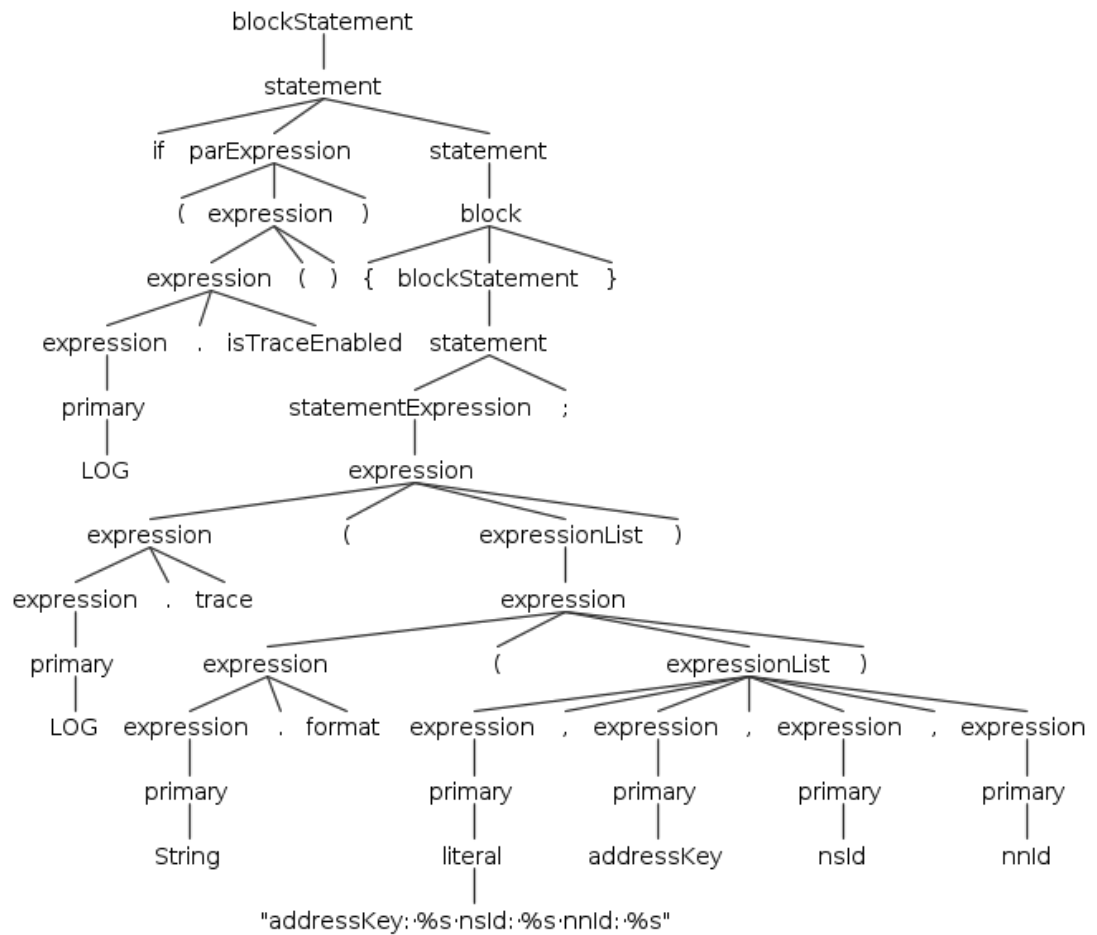 blockStatement
statement
if parExpression statement
( expression ) block
expression ( ) { blockStatement }
expression . isTraceEnabled statement
primary statementExpression ;
LOG expression
expression ( expressionList )
expression . trace expression
primary expression ( expressionList )
LOG expression . format expression , expression , expression , expression
primary primary primary primary primary
String literal addressKey nsId nnId
"addressKey:·%s·nsId:·%s·nnId:·%s"